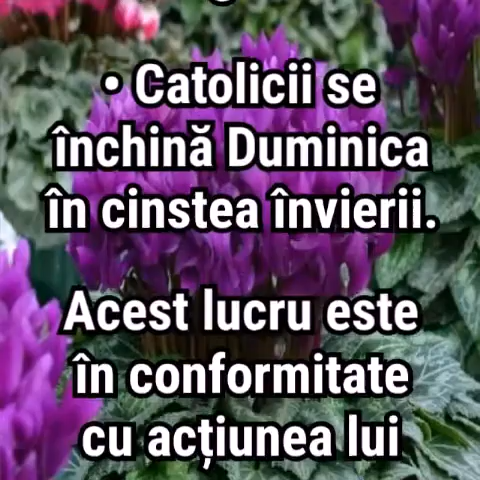 • Catolicii se
închină Duminica
în cinstea învierii.
Acest lucru este
în conformitate
cu acțiunea lui